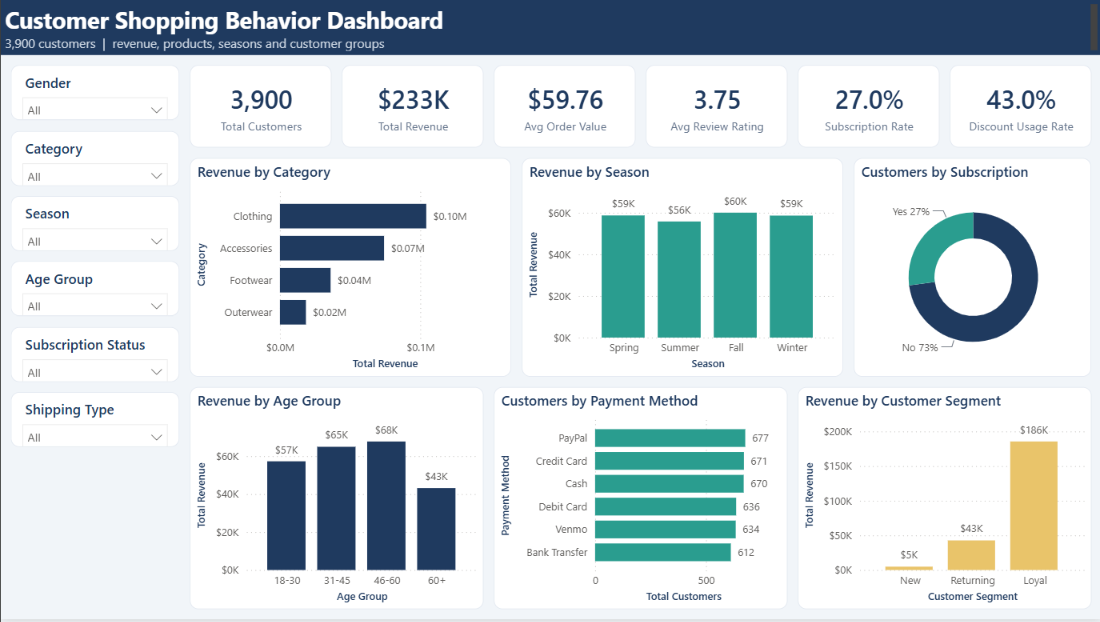 Customer Shopping Behavior Dashboard
3,900 customers | revenue, products, seasons and customer groups
Gender
All
Category
All
Season
All
Age Group
All
Subscription Status
All
Shipping Type
All
3,900
Total Customers
$233K
Total Revenue
$59.76
Avg Order Value
3.75
Avg Review Rating
27.0%
Subscription Rate
43.0%
Discount Usage Rate
Revenue by Category
Category
Clothing $0.10M
Accessories $0.07M
Footwear $0.04M
Outerwear $0.02M
$0.0M $0.1M
Total Revenue
Revenue by Season
Total Revenue
$60K
$40K
$20K
$0K
$59K $56K $60K $59K
Spring Summer Fall Winter
Season
Customers by Subscription
Yes 27%
No 73%
Revenue by Age Group
Total Revenue
$60K
$40K
$20K
$0K
$57K $65K $68K $43K
18-30 31-45 46-60 60+
Age Group
Customers by Payment Method
Payment Method
PayPal 677
Credit Card 671
Cash 670
Debit Card 636
Venmo 634
Bank Transfer 612
0 500
Total Customers
Revenue by Customer Segment
Total Revenue
$200K
$150K
$100K
$50K
$0K
$5K $43K $186K
New Returning Loyal
Customer Segment